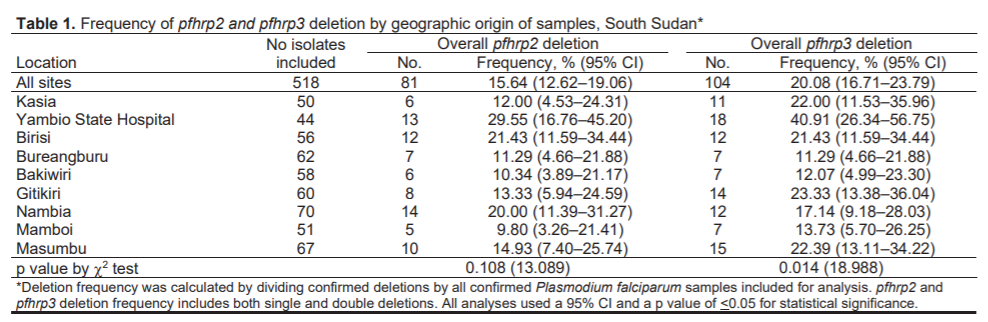 Table 1. Frequency of pfhrp2 and pfhrp3 deletion by geographic origin of samples, South Sudan*
No isolates Overall pfhrp2 deletion Overall pfhrp3 deletion
Location included No. Frequency, % (95% CI) No. Frequency, % (95% CI)
All sites 518 81 15.64 (12.62–19.06) 104 20.08 (16.71–23.79)
Kasia 50 6 12.00 (4.53–24.31) 11 22.00 (11.53–35.96)
Yambio State Hospital 44 13 29.55 (16.76–45.20) 18 40.91 (26.34–56.75)
Birisi 56 12 21.43 (11.59–34.44) 12 21.43 (11.59–34.44)
Bureangburu 62 7 11.29 (4.66–21.88) 7 11.29 (4.66–21.88)
Bakiwiri 58 6 10.34 (3.89–21.17) 7 12.07 (4.99–23.30)
Gitikiri 60 8 13.33 (5.94–24.59) 14 23.33 (13.38–36.04)
Nambia 70 14 20.00 (11.39–31.27) 12 17.14 (9.18–28.03)
Mamboi 51 5 9.80 (3.26–21.41) 7 13.73 (5.70–26.25)
Masumbu 67 10 14.93 (7.40–25.74) 15 22.39 (13.11–34.22)
p value by χ2 test 0.108 (13.089) 0.014 (18.988)
*Deletion frequency was calculated by dividing confirmed deletions by all confirmed Plasmodium falciparum samples included for analysis. pfhrp2 and
pfhrp3 deletion frequency includes both single and double deletions. All analyses used a 95% CI and a p value of ≤0.05 for statistical significance.